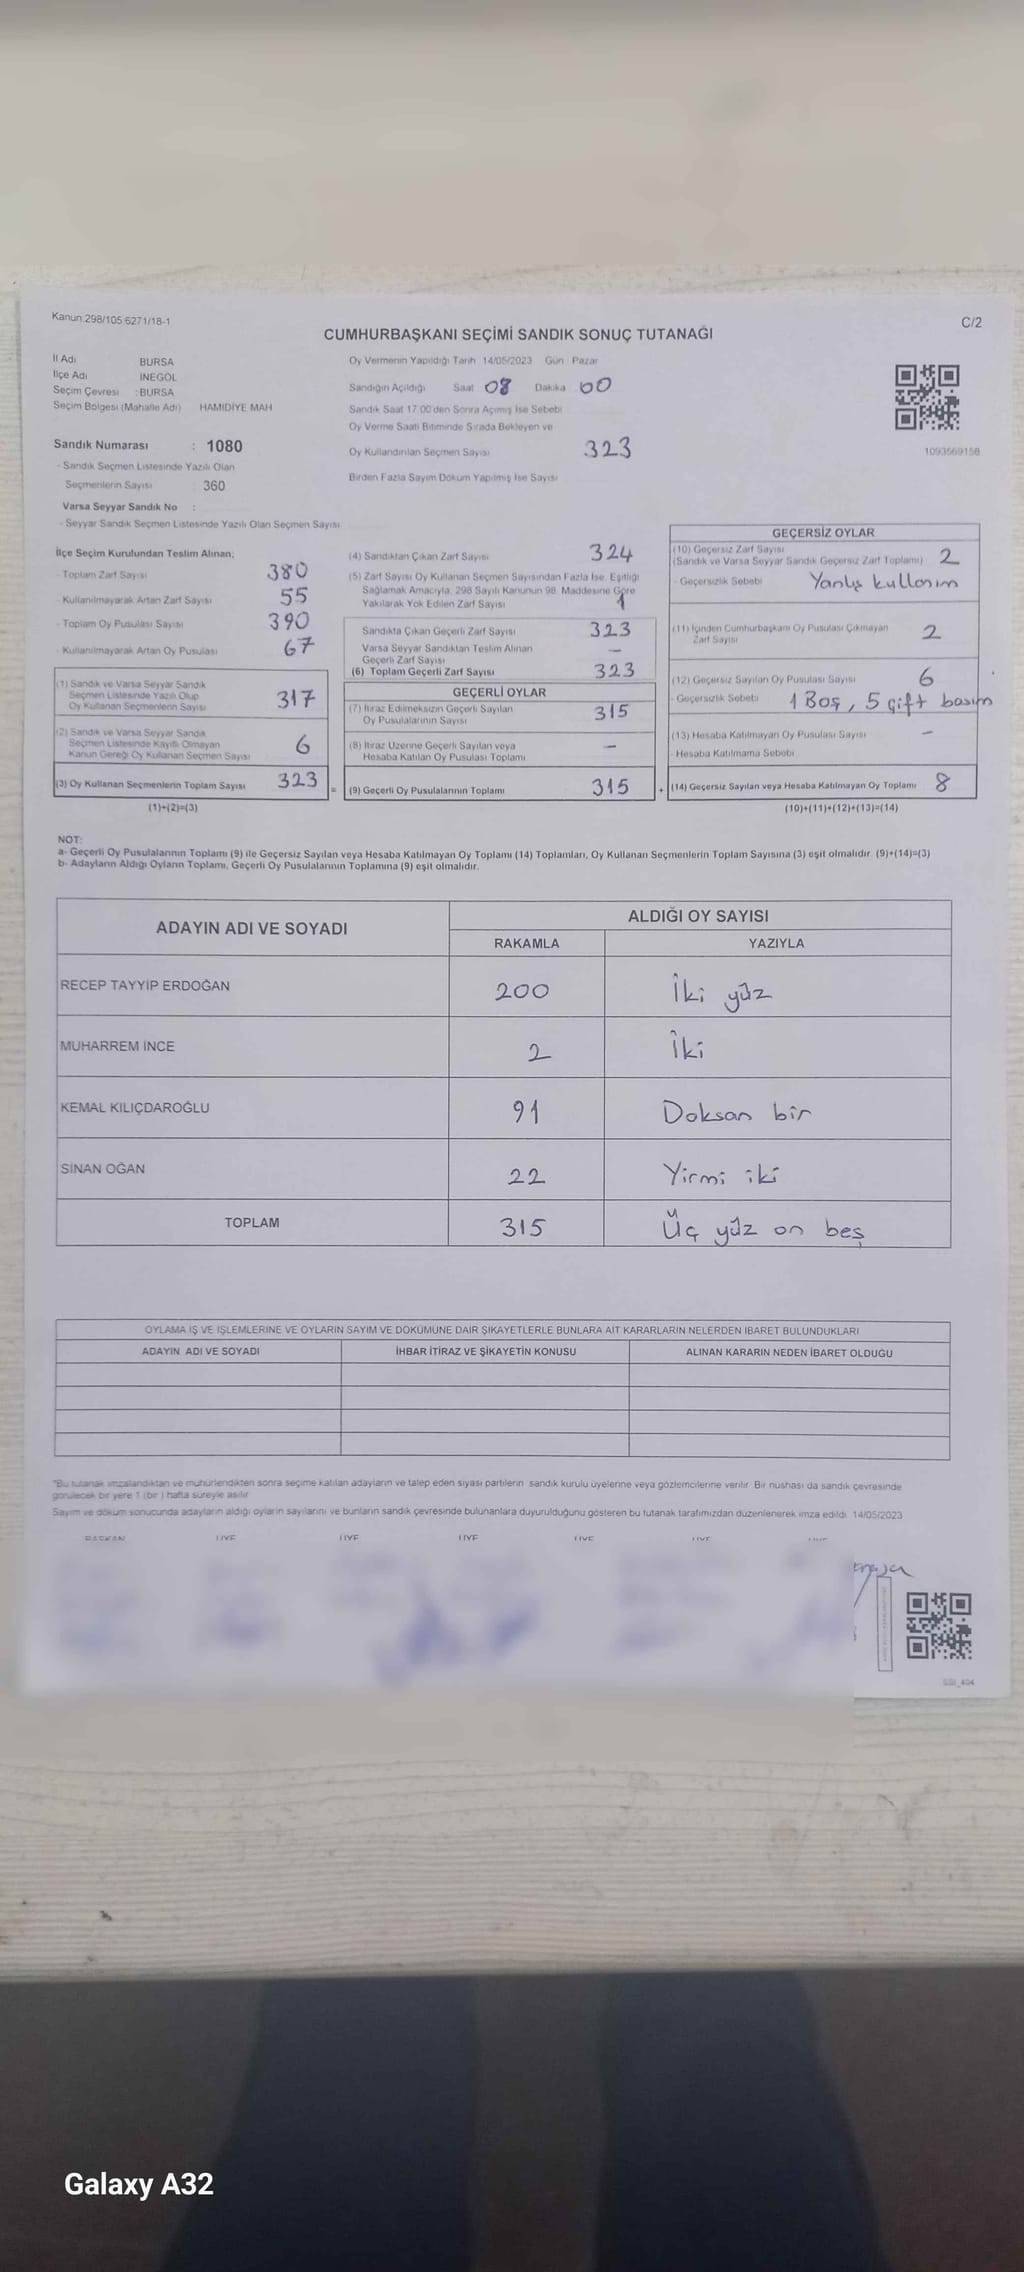 Kanun 298/105 6271/18-1
C/2
CUMHURBAŞKANI SEÇİMİ SANDIK SONUÇ TUTANAĞI
İl Adı BURSA
İlçe Adı İNEGÖL
Seçim Çevresi : BURSA
Seçim Bölgesi (Mahalle Adı) HAMİDİYE MAH
Oy Vermenin Yapıldığı Tarih 14/05/2023 Gün Pazar
Sandığın Açıldığı Saat 08 Dakika 00
Sandık Saat 17.00'den Sonra Açımış İse Sebebi
Oy Verme Saati Bitiminde Sırada Bekleyen ve
Oy Kullandırılan Seçmen Sayısı 323
Birden Fazla Sayım Döküm Yapılmış İse Sayısı
1093569158
Sandık Numarası : 1080
- Sandık Seçmen Listesinde Yazılı Olan
Seçmenlerin Sayısı 360
Varsa Seyyar Sandık No :
- Seyyar Sandık Seçmen Listesinde Yazılı Olan Seçmen Sayısı
İlçe Seçim Kurulundan Teslim Alınan;
- Toplam Zarf Sayısı 380
- Kullanılmayarak Artan Zarf Sayısı 55
- Toplam Oy Pusulası Sayısı 390
- Kullanılmayarak Artan Oy Pusulası 67
(1) Sandık ve Varsa Seyyar Sandık
Seçmen Listesinde Yazılı Olup
Oy Kullanan Seçmenlerin Sayısı 317
(2) Sandık ve Varsa Seyyar Sandık
Seçmen Listesinde Kayıtlı Olmayan
Kanun Gereği Oy Kullanan Seçmen Sayısı 6
(3) Oy Kullanan Seçmenlerin Toplam Sayısı 323
(1)+(2)=(3)
(4) Sandıktan Çıkan Zarf Sayısı 324
(5) Zarf Sayısı Oy Kullanan Seçmen Sayısından Fazla İse, Eşitliği
Sağlamak Amacıyla, 298 Sayılı Kanunun 98. Maddesine Göre
Yakılarak Yok Edilen Zarf Sayısı 1
Sandıkta Çıkan Geçerli Zarf Sayısı 323
Varsa Seyyar Sandıktan Teslim Alınan
Geçerli Zarf Sayısı –
(6) Toplam Geçerli Zarf Sayısı 323
GEÇERLİ OYLAR
(7) İtiraz Edilmeksizin Geçerli Sayılan
Oy Pusulalarının Sayısı 315
(8) İtiraz Üzerine Geçerli Sayılan veya
Hesaba Katılan Oy Pusulası Toplamı –
= (9) Geçerli Oy Pusulalarının Toplamı 315
GEÇERSİZ OYLAR
(10) Geçersiz Zarf Sayısı
(Sandık ve Varsa Seyyar Sandık Geçersiz Zarf Toplamı) 2
- Geçersizlik Sebebi Yanlış kullanım
(11) İçinden Cumhurbaşkanı Oy Pusulası Çıkmayan
Zarf Sayısı 2
(12) Geçersiz Sayılan Oy Pusulası Sayısı 6
- Geçersizlik Sebebi 1 Boş, 5 çift basım
(13) Hesaba Katılmayan Oy Pusulası Sayısı –
- Hesaba Katılmama Sebebi
+ (14) Geçersiz Sayılan veya Hesaba Katılmayan Oy Toplamı 8
(10)+(11)+(12)+(13)=(14)
NOT:
a- Geçerli Oy Pusulalarının Toplamı (9) ile Geçersiz Sayılan veya Hesaba Katılmayan Oy Toplamı (14) Toplamları, Oy Kullanan Seçmenlerin Toplam Sayısına (3) eşit olmalıdır. (9)+(14)=(3)
b- Adayların Aldığı Oyların Toplamı, Geçerli Oy Pusulalarının Toplamına (9) eşit olmalıdır.
ADAYIN ADI VE SOYADI
ALDIĞI OY SAYISI
RAKAMLA YAZIYLA
RECEP TAYYİP ERDOĞAN 200 İki yüz
MUHARREM İNCE 2 İki
KEMAL KILIÇDAROĞLU 91 Doksan bir
SİNAN OĞAN 22 Yirmi iki
TOPLAM 315 Üç yüz on beş
OYLAMA İŞ VE İŞLEMLERİNE VE OYLARIN SAYIM VE DÖKÜMÜNE DAİR ŞİKAYETLERLE BUNLARA AİT KARARLARIN NELERDEN İBARET BULUNDUKLARI
ADAYIN ADI VE SOYADI İHBAR İTİRAZ VE ŞİKAYETİN KONUSU ALINAN KARARIN NEDEN İBARET OLDUĞU
*Bu tutanak imzalandıktan ve mühürlendikten sonra seçime katılan adayların ve talep eden siyasi partilerin sandık kurulu üyelerine veya gözlemcilerine verilir. Bir nushası da sandık çevresinde
görülecek bir yere 1 (bir) hafta süreyle asılır.
Sayım ve döküm sonucunda adayların aldığı oyların sayılarını ve bunların sandık çevresinde bulunanlara duyurulduğunu gösteren bu tutanak tarafımızdan düzenlenerek imza edildi. 14/05/2023
BAŞKAN ÜYE ÜYE ÜYE ÜYE ÜYE
Galaxy A32